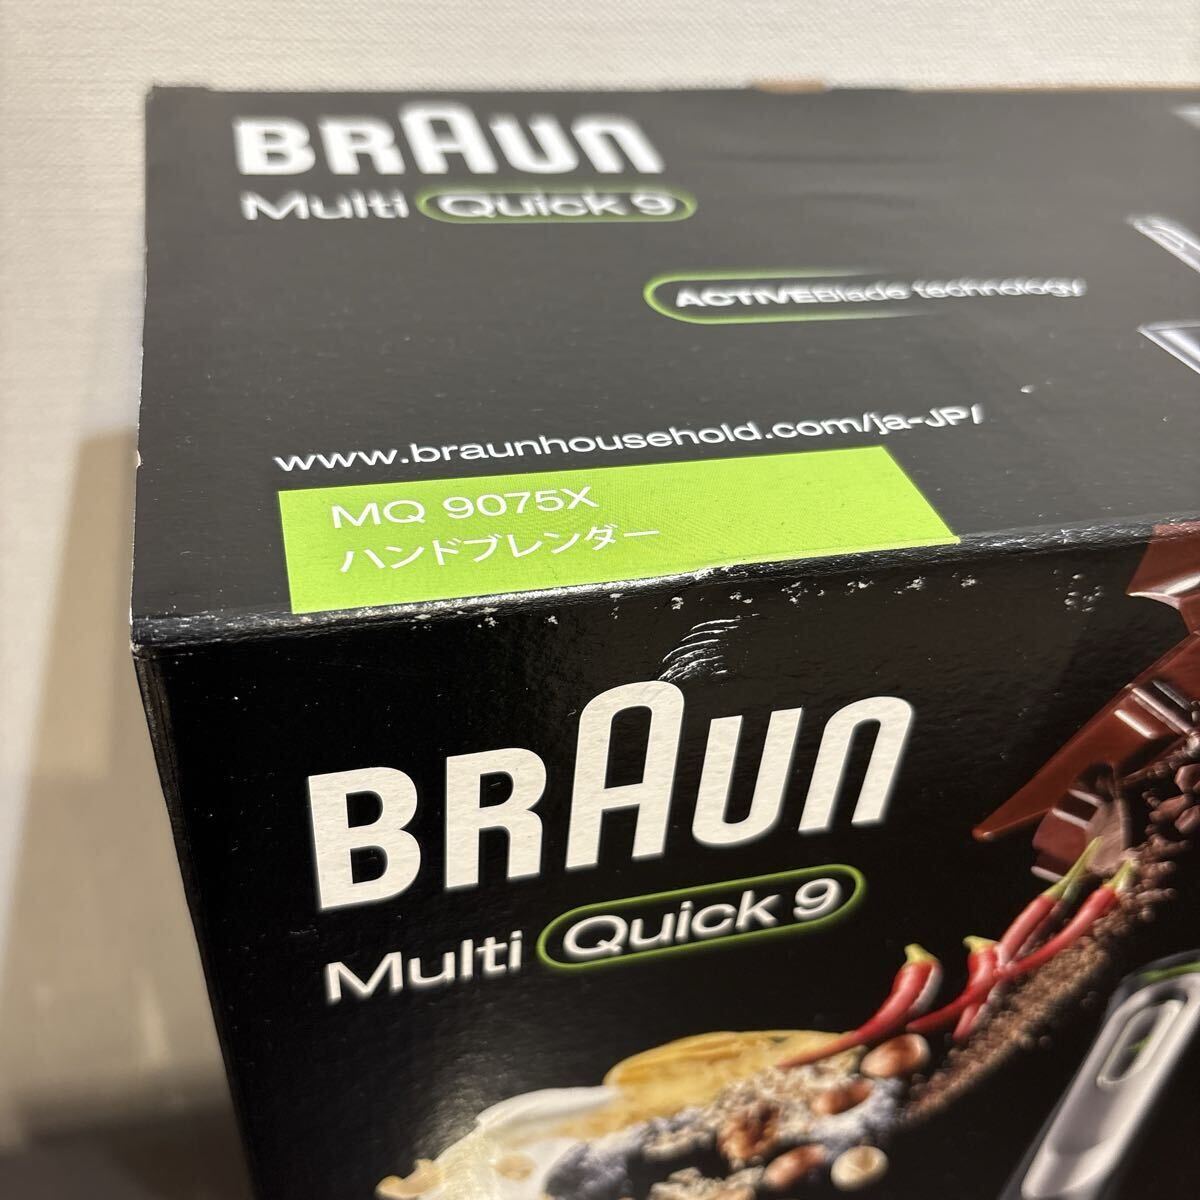 BRAUN
Multi Quick 9
ACTIVEBlade technology
www.braunhousehold.com/ja-JP/
MQ 9075X
ハンドブレンダー
BRAUN
Multi Quick 9